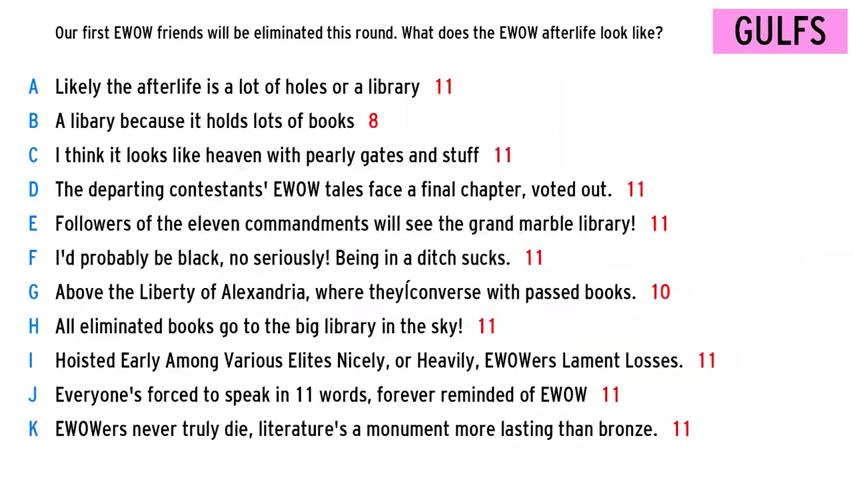 Our first EWOW friends will be eliminated this round. What does the EWOW afterlife look like?
GULFS
A Likely the afterlife is a lot of holes or a library 11
B A libary because it holds lots of books 8
C I think it looks like heaven with pearly gates and stuff 11
D The departing contestants' EWOW tales face a final chapter, voted out. 11
E Followers of the eleven commandments will see the grand marble library! 11
F I'd probably be black, no seriously! Being in a ditch sucks. 11
G Above the Liberty of Alexandria, where theyÍconverse with passed books. 10
H All eliminated books go to the big library in the sky! 11
I Hoisted Early Among Various Elites Nicely, or Heavily, EWOWers Lament Losses. 11
J Everyone's forced to speak in 11 words, forever reminded of EWOW 11
K EWOWers never truly die, literature's a monument more lasting than bronze. 11